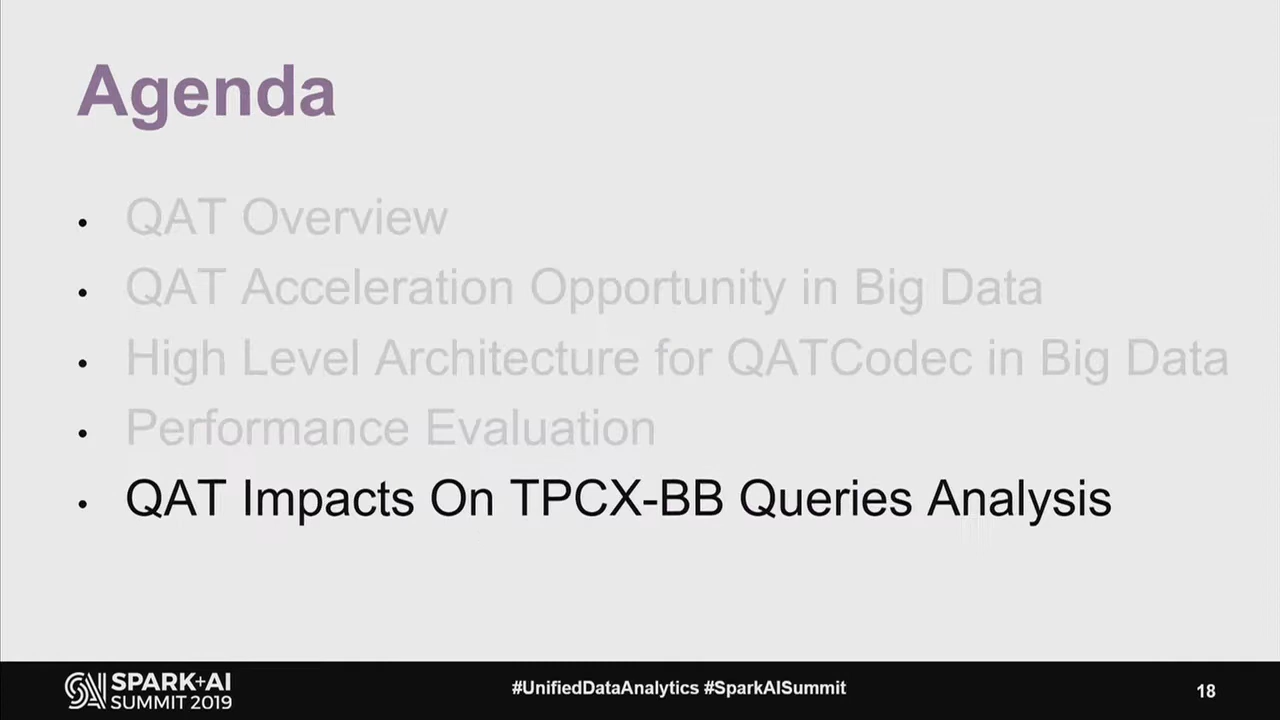 Agenda
• QAT Overview
• QAT Acceleration Opportunity in Big Data
• High Level Architecture for QATCodec in Big Data
• Performance Evaluation
• QAT Impacts On TPCX-BB Queries Analysis
SPARK+AI
SUMMIT 2019
#UnifiedDataAnalytics #SparkAISummit
18